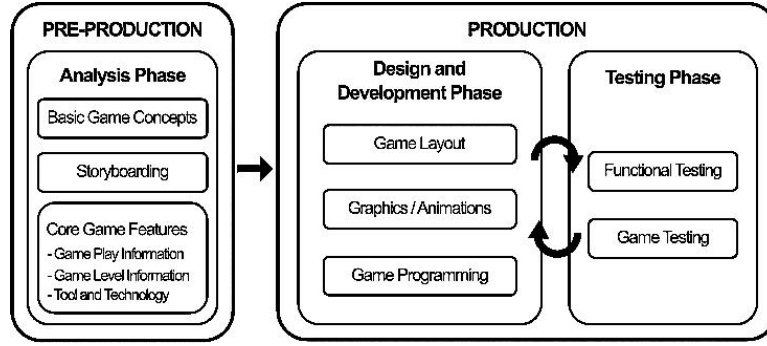 PRE-PRODUCTION
Analysis Phase
Basic Game Concepts
Storyboarding
Core Game Features
- Game Play Information
- Game Level Information
- Tool and Technology
PRODUCTION
Design and
Development Phase
Game Layout
Graphics / Animations
Game Programming
Testing Phase
Functional Testing
Game Testing